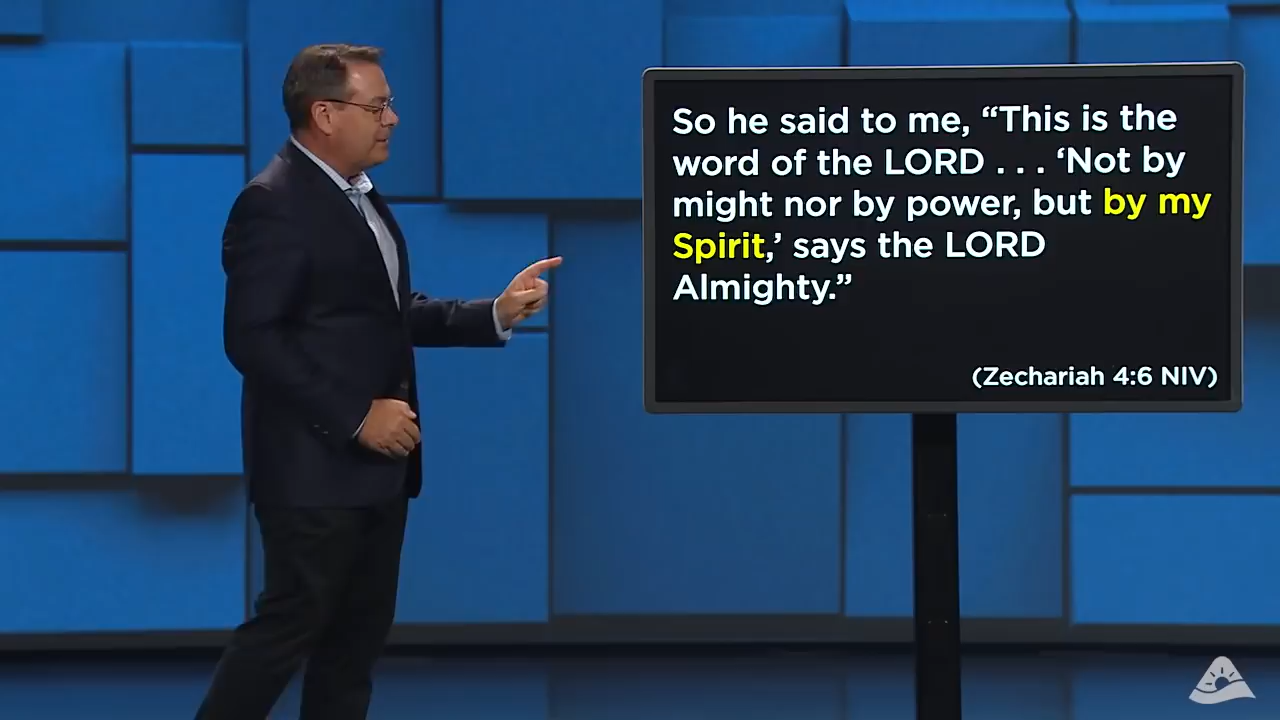 So he said to me, “This is the
word of the LORD . . . ‘Not by
might nor by power, but by my
Spirit,’ says the LORD
Almighty.”
(Zechariah 4:6 NIV)